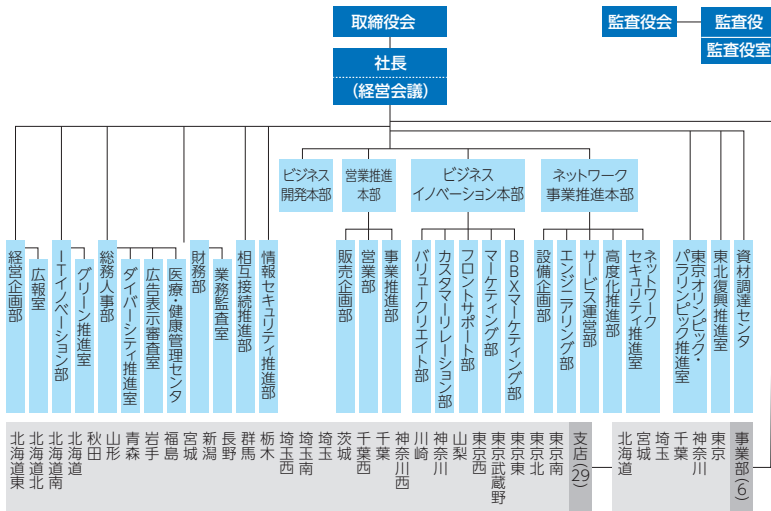 取締役会
社長
(経営会議)
監査役会
監査役
監査役室
ビジネス
開発本部
営業推進
本部
ビジネス
イノベーション本部
ネットワーク
事業推進本部
経営企画部
広報室
ITイノベーション部
グリーン推進室
総務人事部
ダイバーシティ推進室
広告表示審査室
医療・健康管理センタ
財務部
業務監査室
相互接続推進部
情報セキュリティ推進部
販売企画部
営業部
事業推進部
バリュークリエイト部
カスタマーリレーション部
フロントサポート部
マーケティング部
BBXマーケティング部
設備企画部
エンジニアリング部
サービス運営部
高度化推進部
ネットワーク
セキュリティ推進室
東京オリンピック・
パラリンピック推進室
東北復興推進室
資材調達センタ
北海道東
北海道北
北海道南
北海道
秋田
山形
青森
岩手
福島
宮城
新潟
長野
群馬
栃木
埼玉西
埼玉南
埼玉
茨城
千葉西
千葉
神奈川西
川崎
神奈川
山梨
東京西
東京武蔵野
東京東
東京北
東京南
支店(29)
北海道
宮城
埼玉
千葉
神奈川
東京
事業部(6)